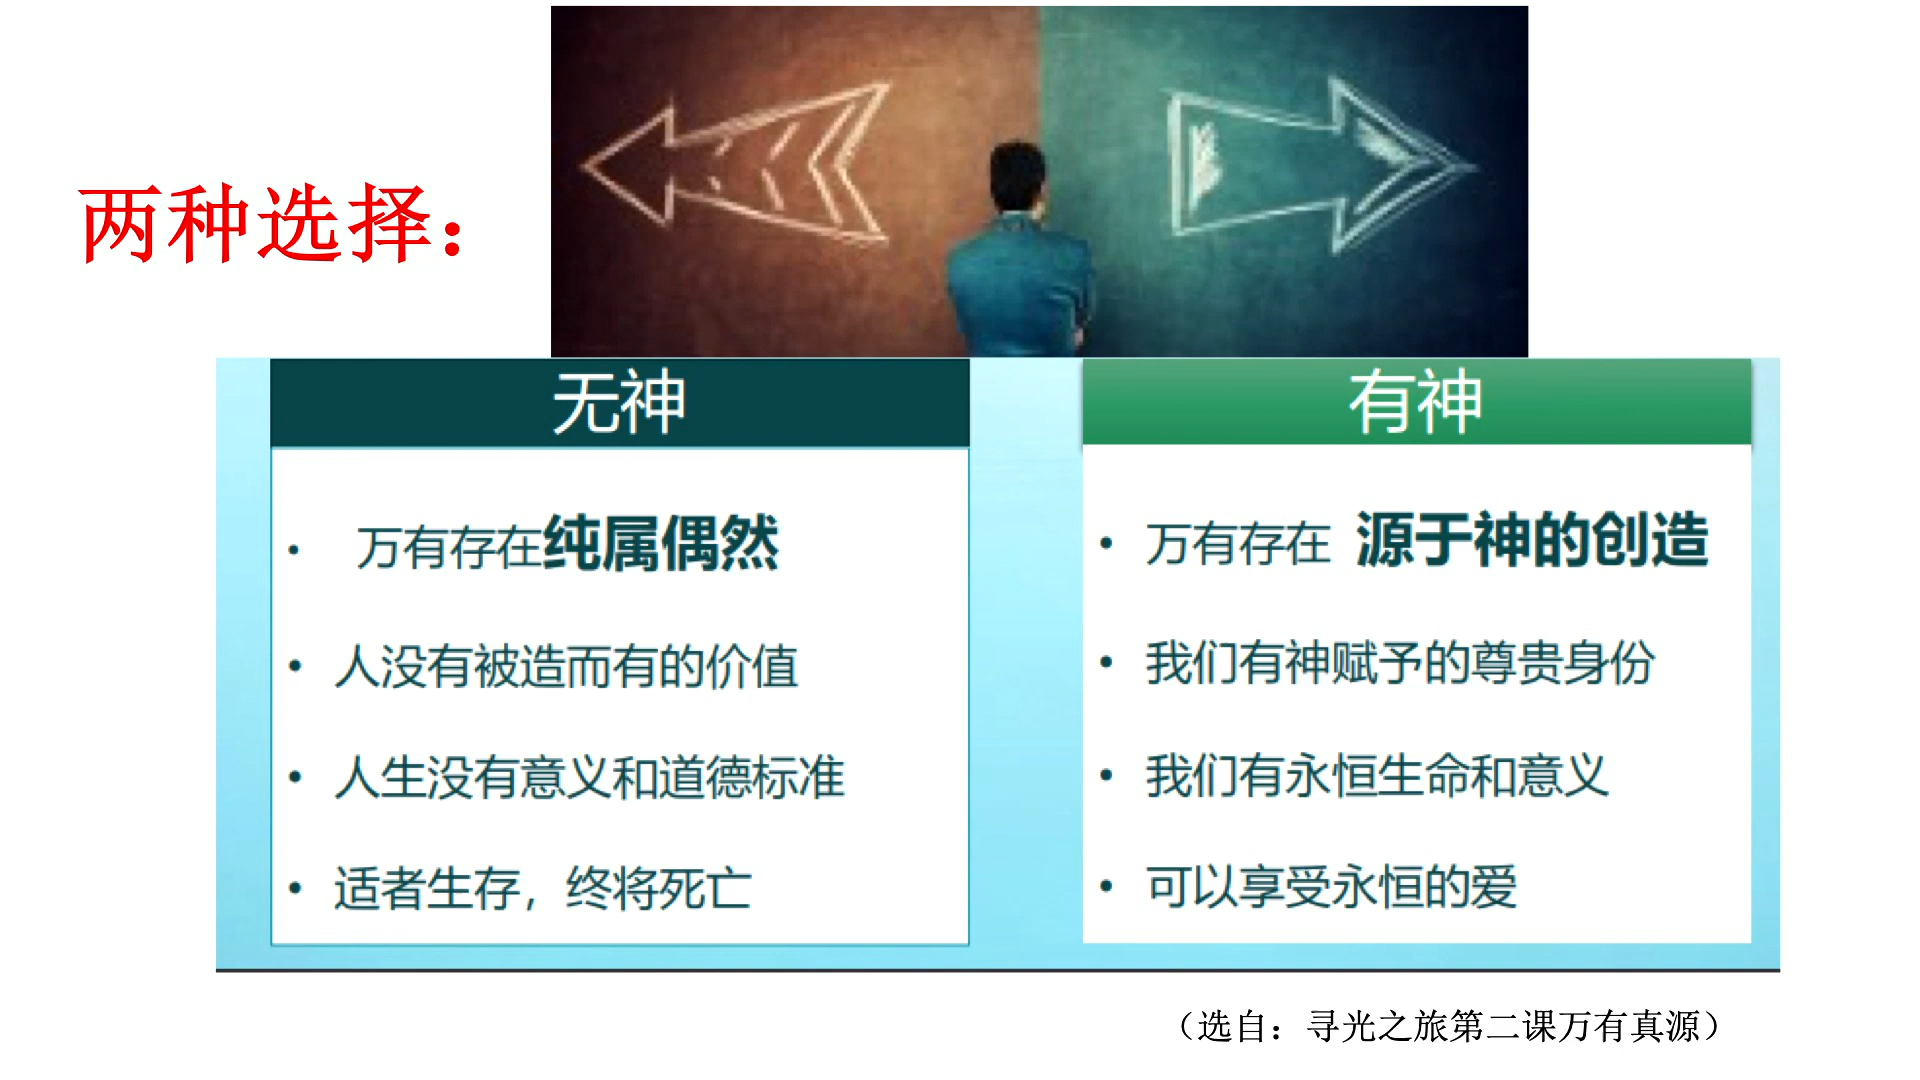 两种选择：
无神
• 万有存在纯属偶然
• 人没有被造而有的价值
• 人生没有意义和道德标准
• 适者生存，终将死亡
有神
• 万有存在 源于神的创造
• 我们有神赋予的尊贵身份
• 我们有永恒生命和意义
• 可以享受永恒的爱
（选自：寻光之旅第二课万有真源）